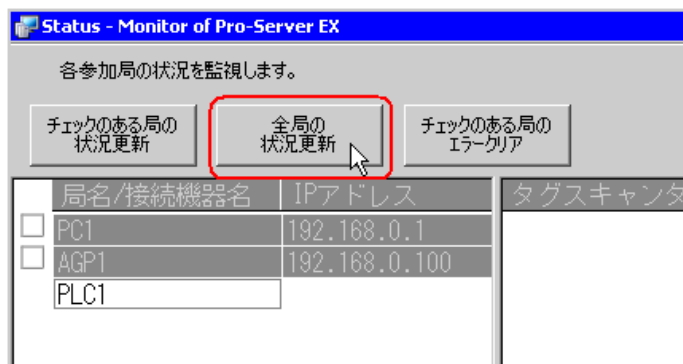 Status - Monitor of Pro-Server EX
各参加局の状況を監視します。
チェックのある局の
状況更新
全局の
状況更新
チェックのある局の
エラークリア
局名/接続機器名 IPアドレス タグスキャンタ
PC1 192.168.0.1
AGP1 192.168.0.100
PLC1